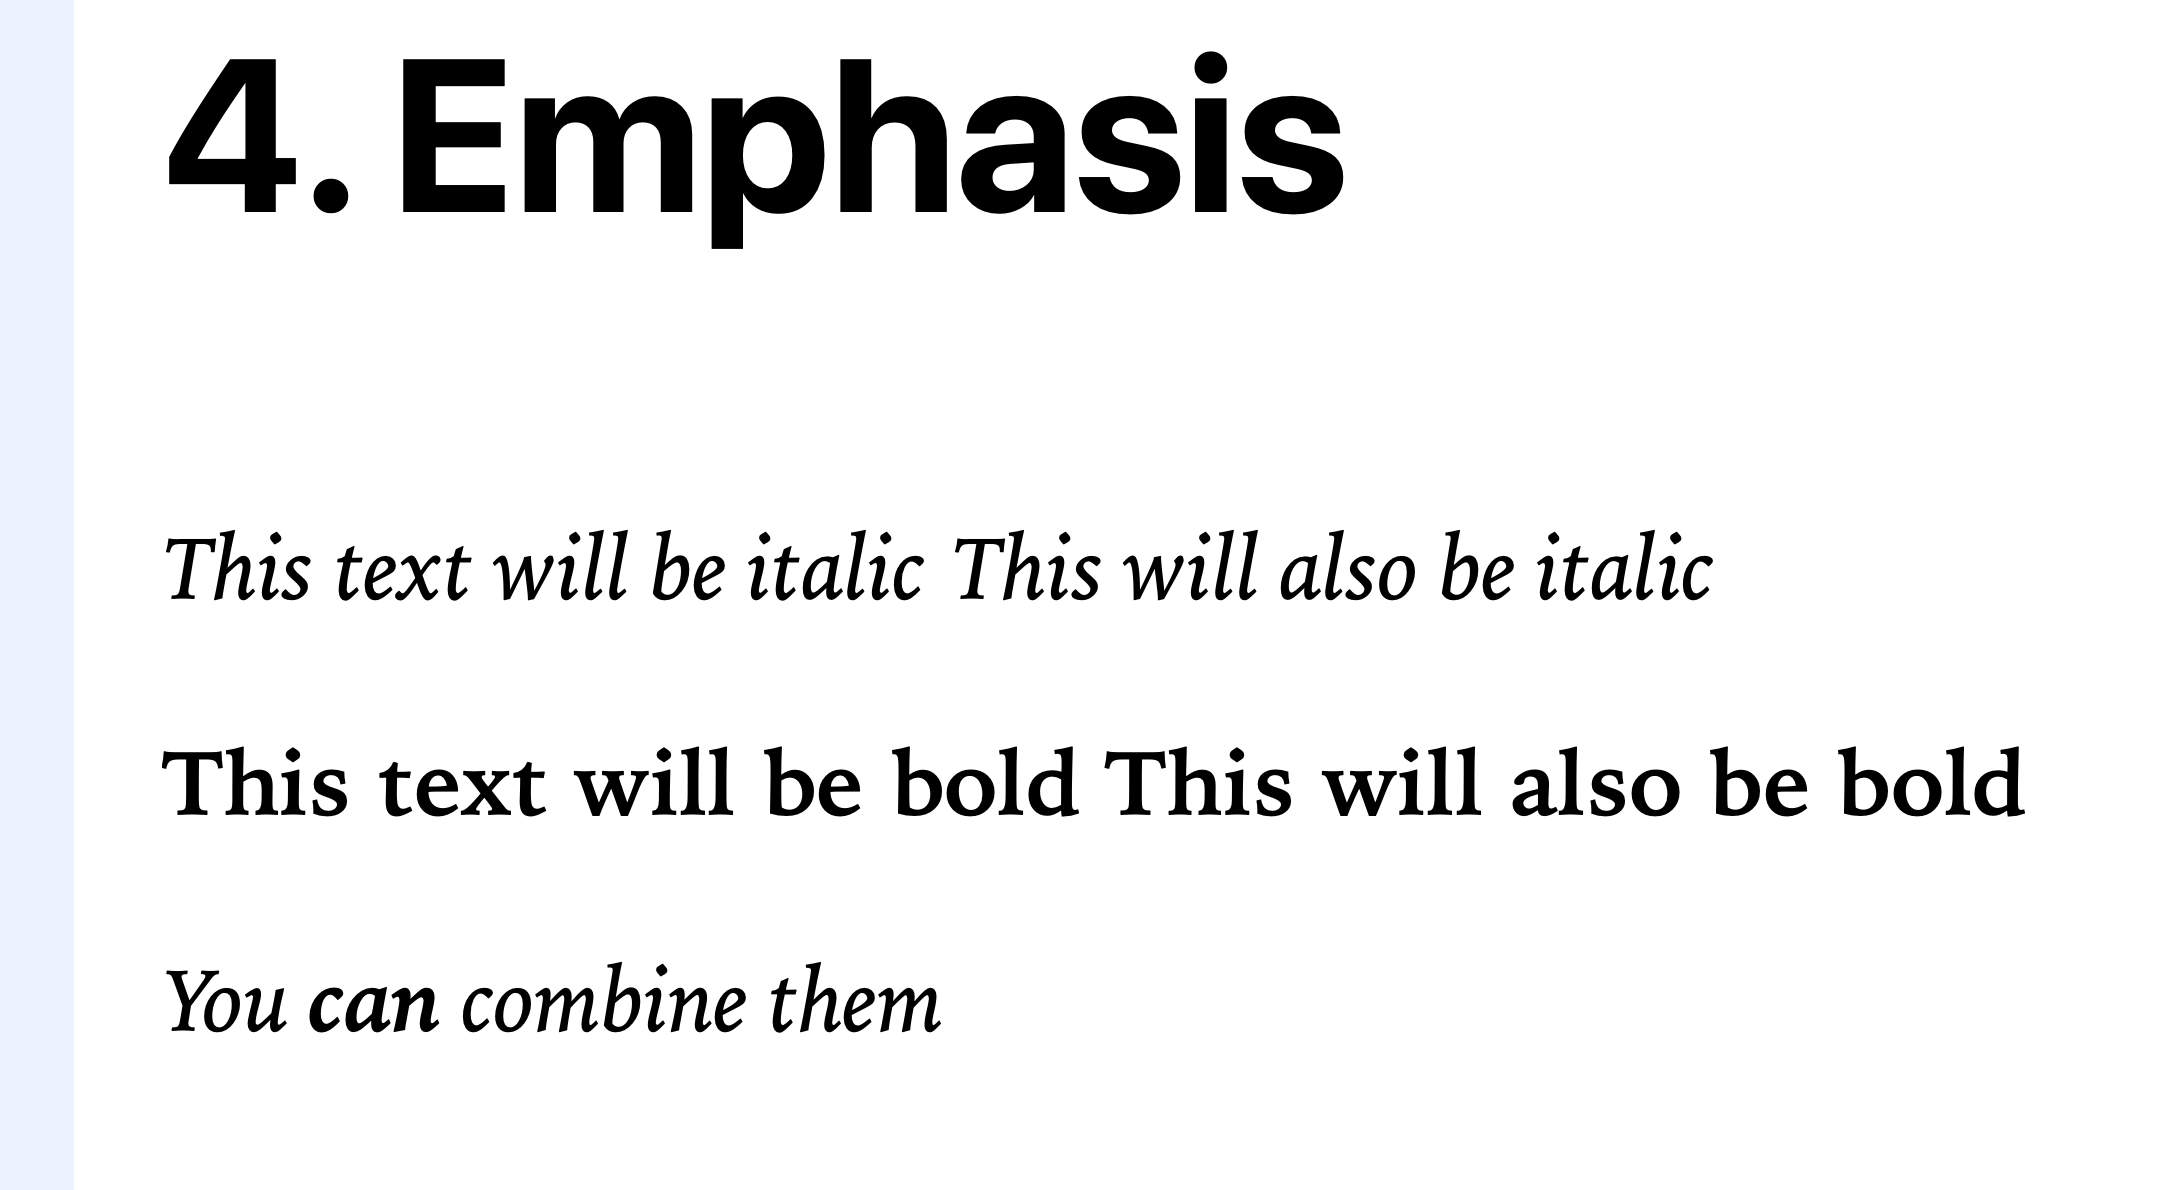 4. Emphasis
This text will be italic This will also be italic
This text will be bold This will also be bold
You can combine them